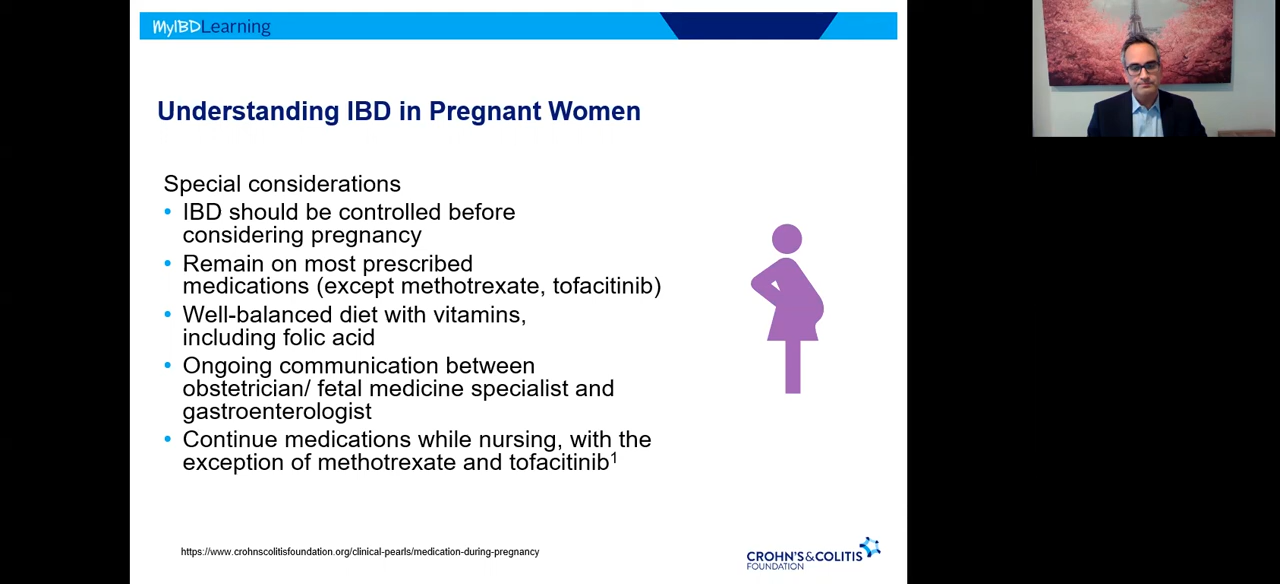 MyIBDLearning
Understanding IBD in Pregnant Women
Special considerations
• IBD should be controlled before
considering pregnancy
• Remain on most prescribed
medications (except methotrexate, tofacitinib)
• Well-balanced diet with vitamins,
including folic acid
• Ongoing communication between
obstetrician/ fetal medicine specialist and
gastroenterologist
• Continue medications while nursing, with the
exception of methotrexate and tofacitinib¹
https://www.crohnscolitisfoundation.org/clinical-pearls/medication-during-pregnancy
CROHN'S & COLITIS
FOUNDATION